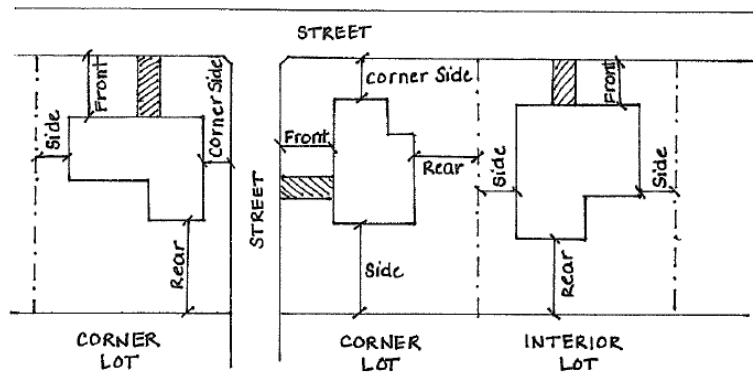 STREET
Front
Side
Corner Side
Rear
CORNER
LOT
STREET
corner Side
Front
Rear
Side
CORNER
LOT
Front
Side
Side
Rear
INTERIOR
LOT